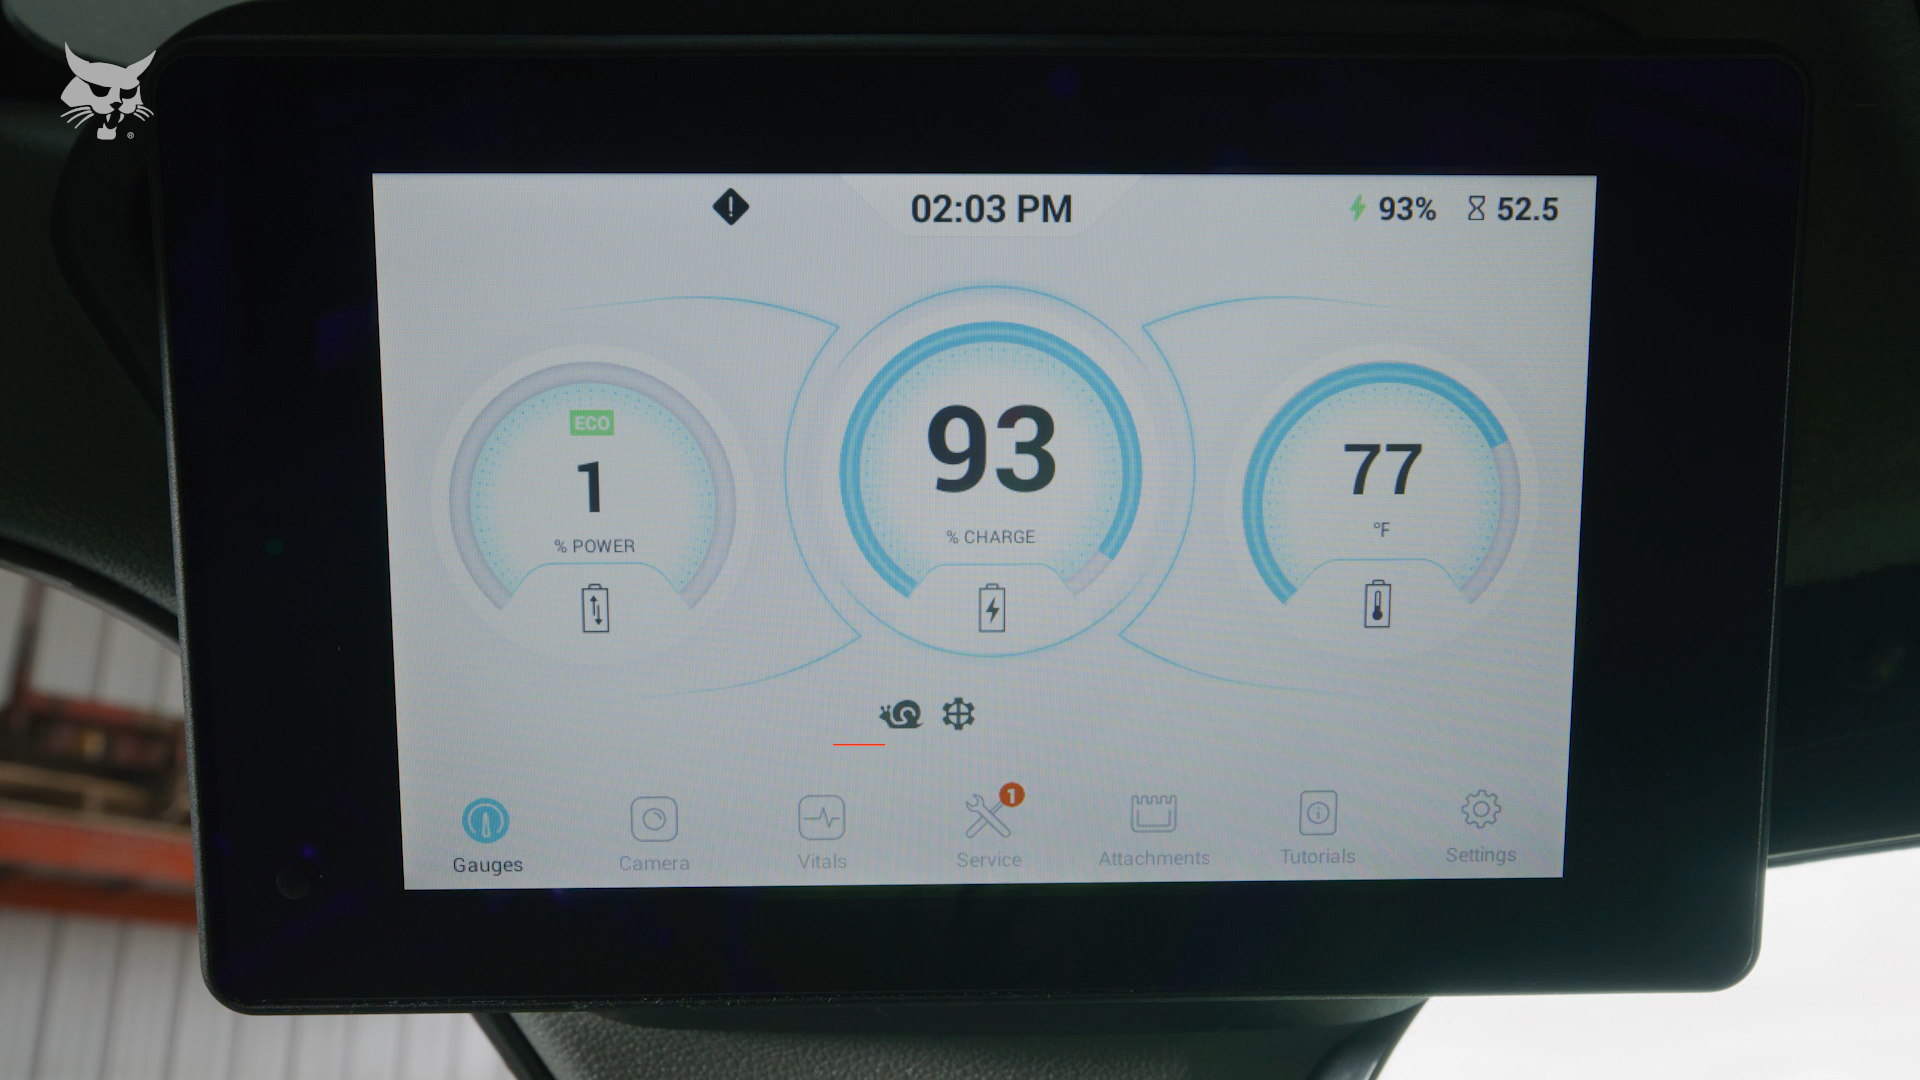 ®
02:03 PM
93%
52.5
ECO
1
% POWER
93
% CHARGE
77
°F
1
Gauges
Camera
Vitals
Service
Attachments
Tutorials
Settings